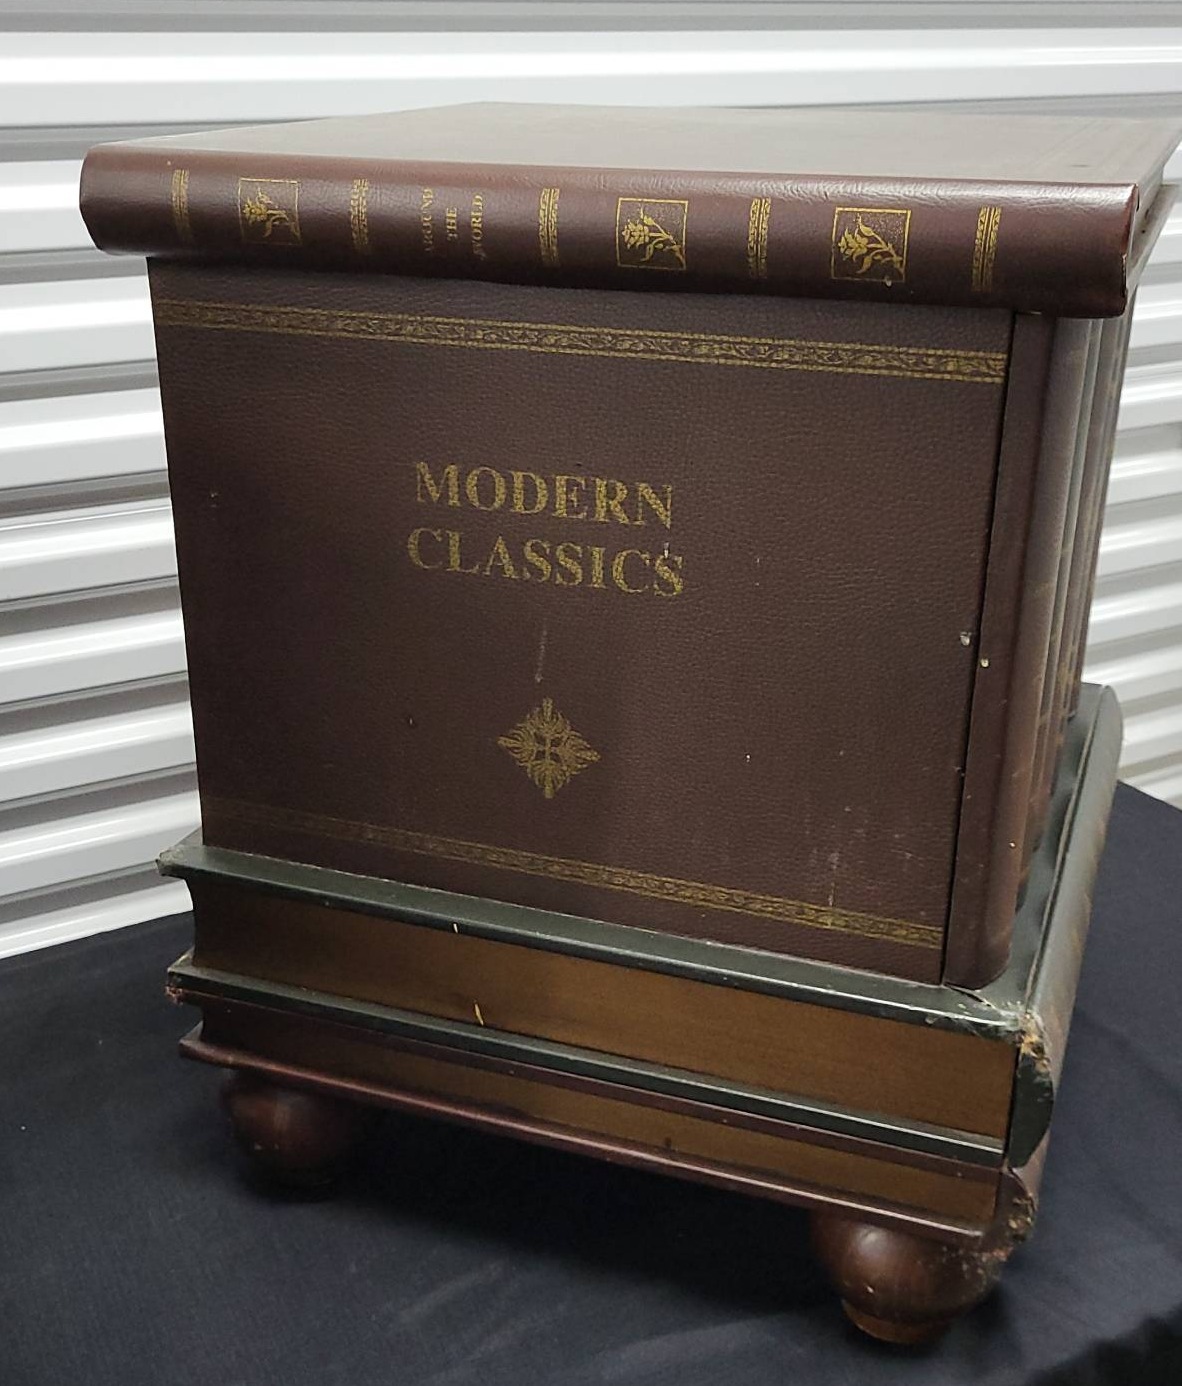 AROUND
THE
WORLD
MODERN
CLASSICS